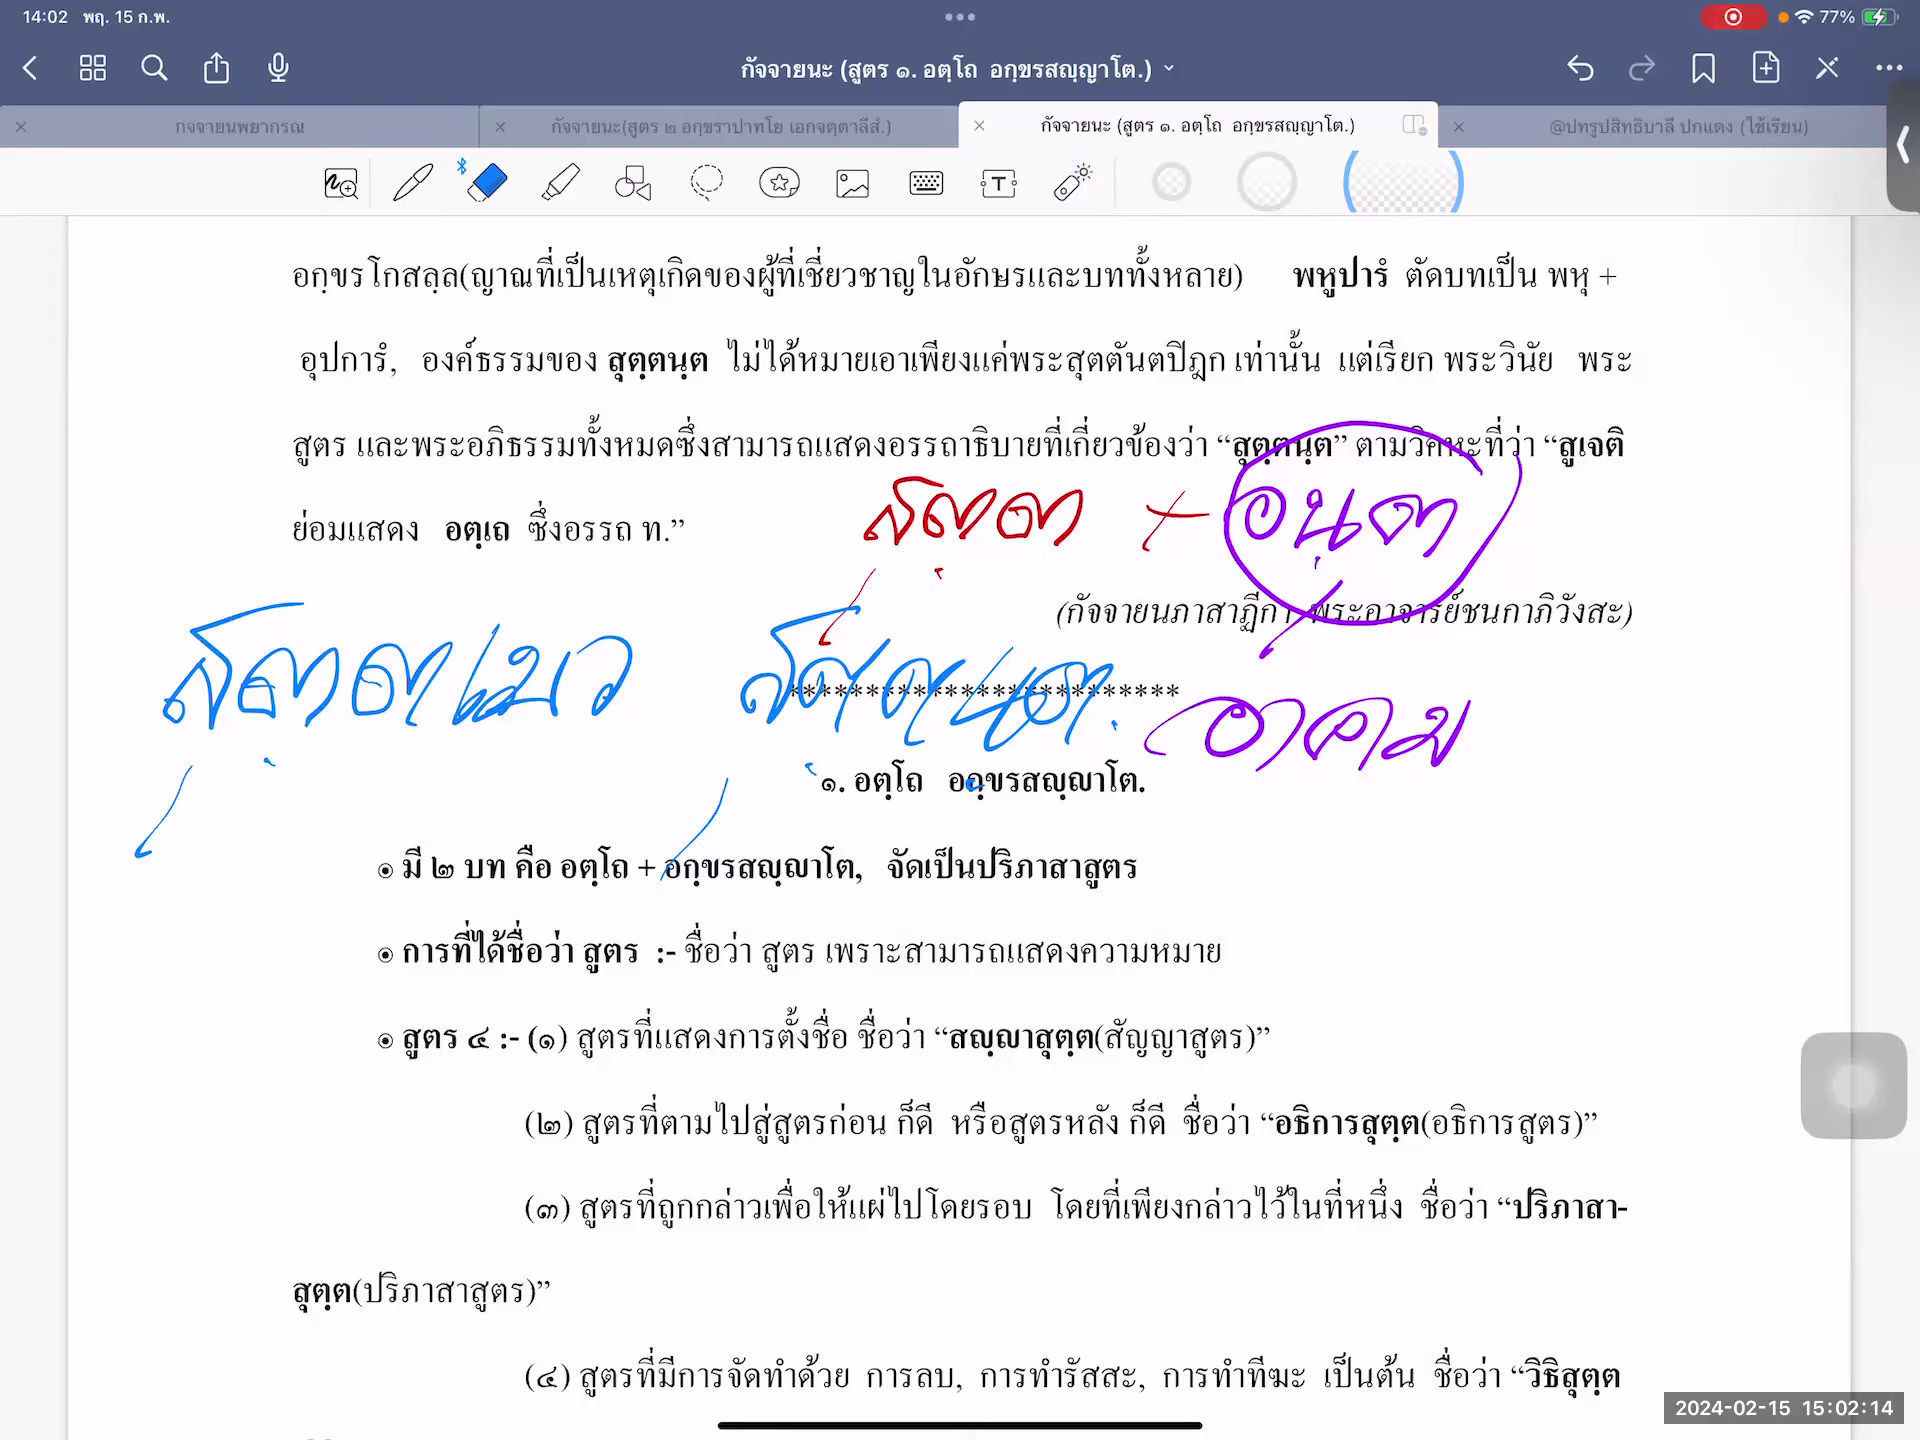 14:02 พฤ. 15 ก.พ.
77%
กัจจายนะ (สูตร ๑. อตฺโถ อกฺขรสญฺญาโต.)
กจจายนพยากรณ
กัจจายนะ(สูตร ๒ อกฺขราปาทโย เอกจตฺตาลีสํ.)
กัจจายนะ (สูตร ๑. อตฺโถ อกฺขรสญฺญาโต.)
@ปทรูปสิทธิบาลี ปกแดง (ใช้เรียน)
อกฺขรโกสลฺล(ญาณที่เป็นเหตุเกิดของผู้ที่เชี่ยวชาญในอักษรและบททั้งหลาย) พหูปารํ ตัดบทเป็น พหุ +
อุปการํ, องค์ธรรมของ สุตฺตนฺต ไม่ได้หมายเอาเพียงแค่พระสุตตันตปิฎก เท่านั้น แต่เรียก พระวินัย พระ
สูตร และพระอภิธรรมทั้งหมดซึ่งสามารถแสดงอรรถาธิบายที่เกี่ยวข้องว่า “สุตฺตนฺต” ตามวิคหะที่ว่า “สูเจติ
ย่อมแสดง อตฺเถ ซึ่งอรรถ ท.”
สุตฺต + อนฺต
(กัจจายนภาสาฏีกา พระอาจารย์ชนกาภิวังสะ)
สุตฺตเมว สุตฺตนฺต
*************************
อาคม
๑. อตฺโถ อกฺขรสญฺญาโต.
๏ มี ๒ บท คือ อตฺโถ + อกฺขรสญฺญาโต, จัดเป็นปริภาสาสูตร
๏ การที่ได้ชื่อว่า สูตร :- ชื่อว่า สูตร เพราะสามารถแสดงความหมาย
๏ สูตร ๔ :- (๑) สูตรที่แสดงการตั้งชื่อ ชื่อว่า “สญฺญาสุตฺต(สัญญาสูตร)”
(๒) สูตรที่ตามไปสู่สูตรก่อน ก็ดี หรือสูตรหลัง ก็ดี ชื่อว่า “อธิการสุตฺต(อธิการสูตร)”
(๓) สูตรที่ถูกกล่าวเพื่อให้แผ่ไปโดยรอบ โดยที่เพียงกล่าวไว้ในที่หนึ่ง ชื่อว่า “ปริภาสา-
สุตฺต(ปริภาสาสูตร)”
(๔) สูตรที่มีการจัดทำด้วย การลบ, การทำรัสสะ, การทำทีฆะ เป็นต้น ชื่อว่า “วิธิสุตฺต
2024-02-15 15:02:14